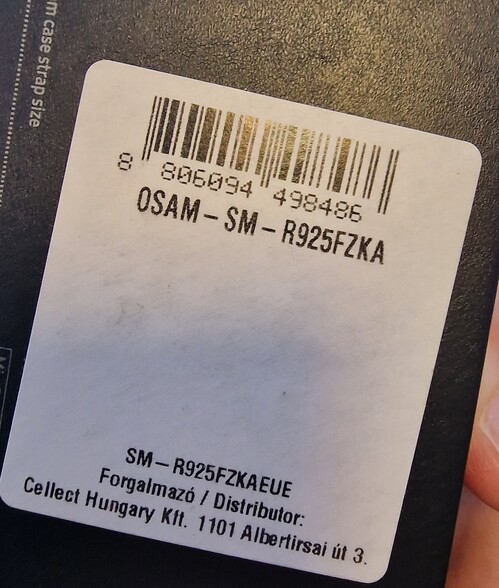 m case strap size
8 806094 498486
OSAM-SM-R925FZKA
SM-R925FZKAEUE
Forgalmazó / Distributor:
Cellect Hungary Kft. 1101 Albertirsai út 3.